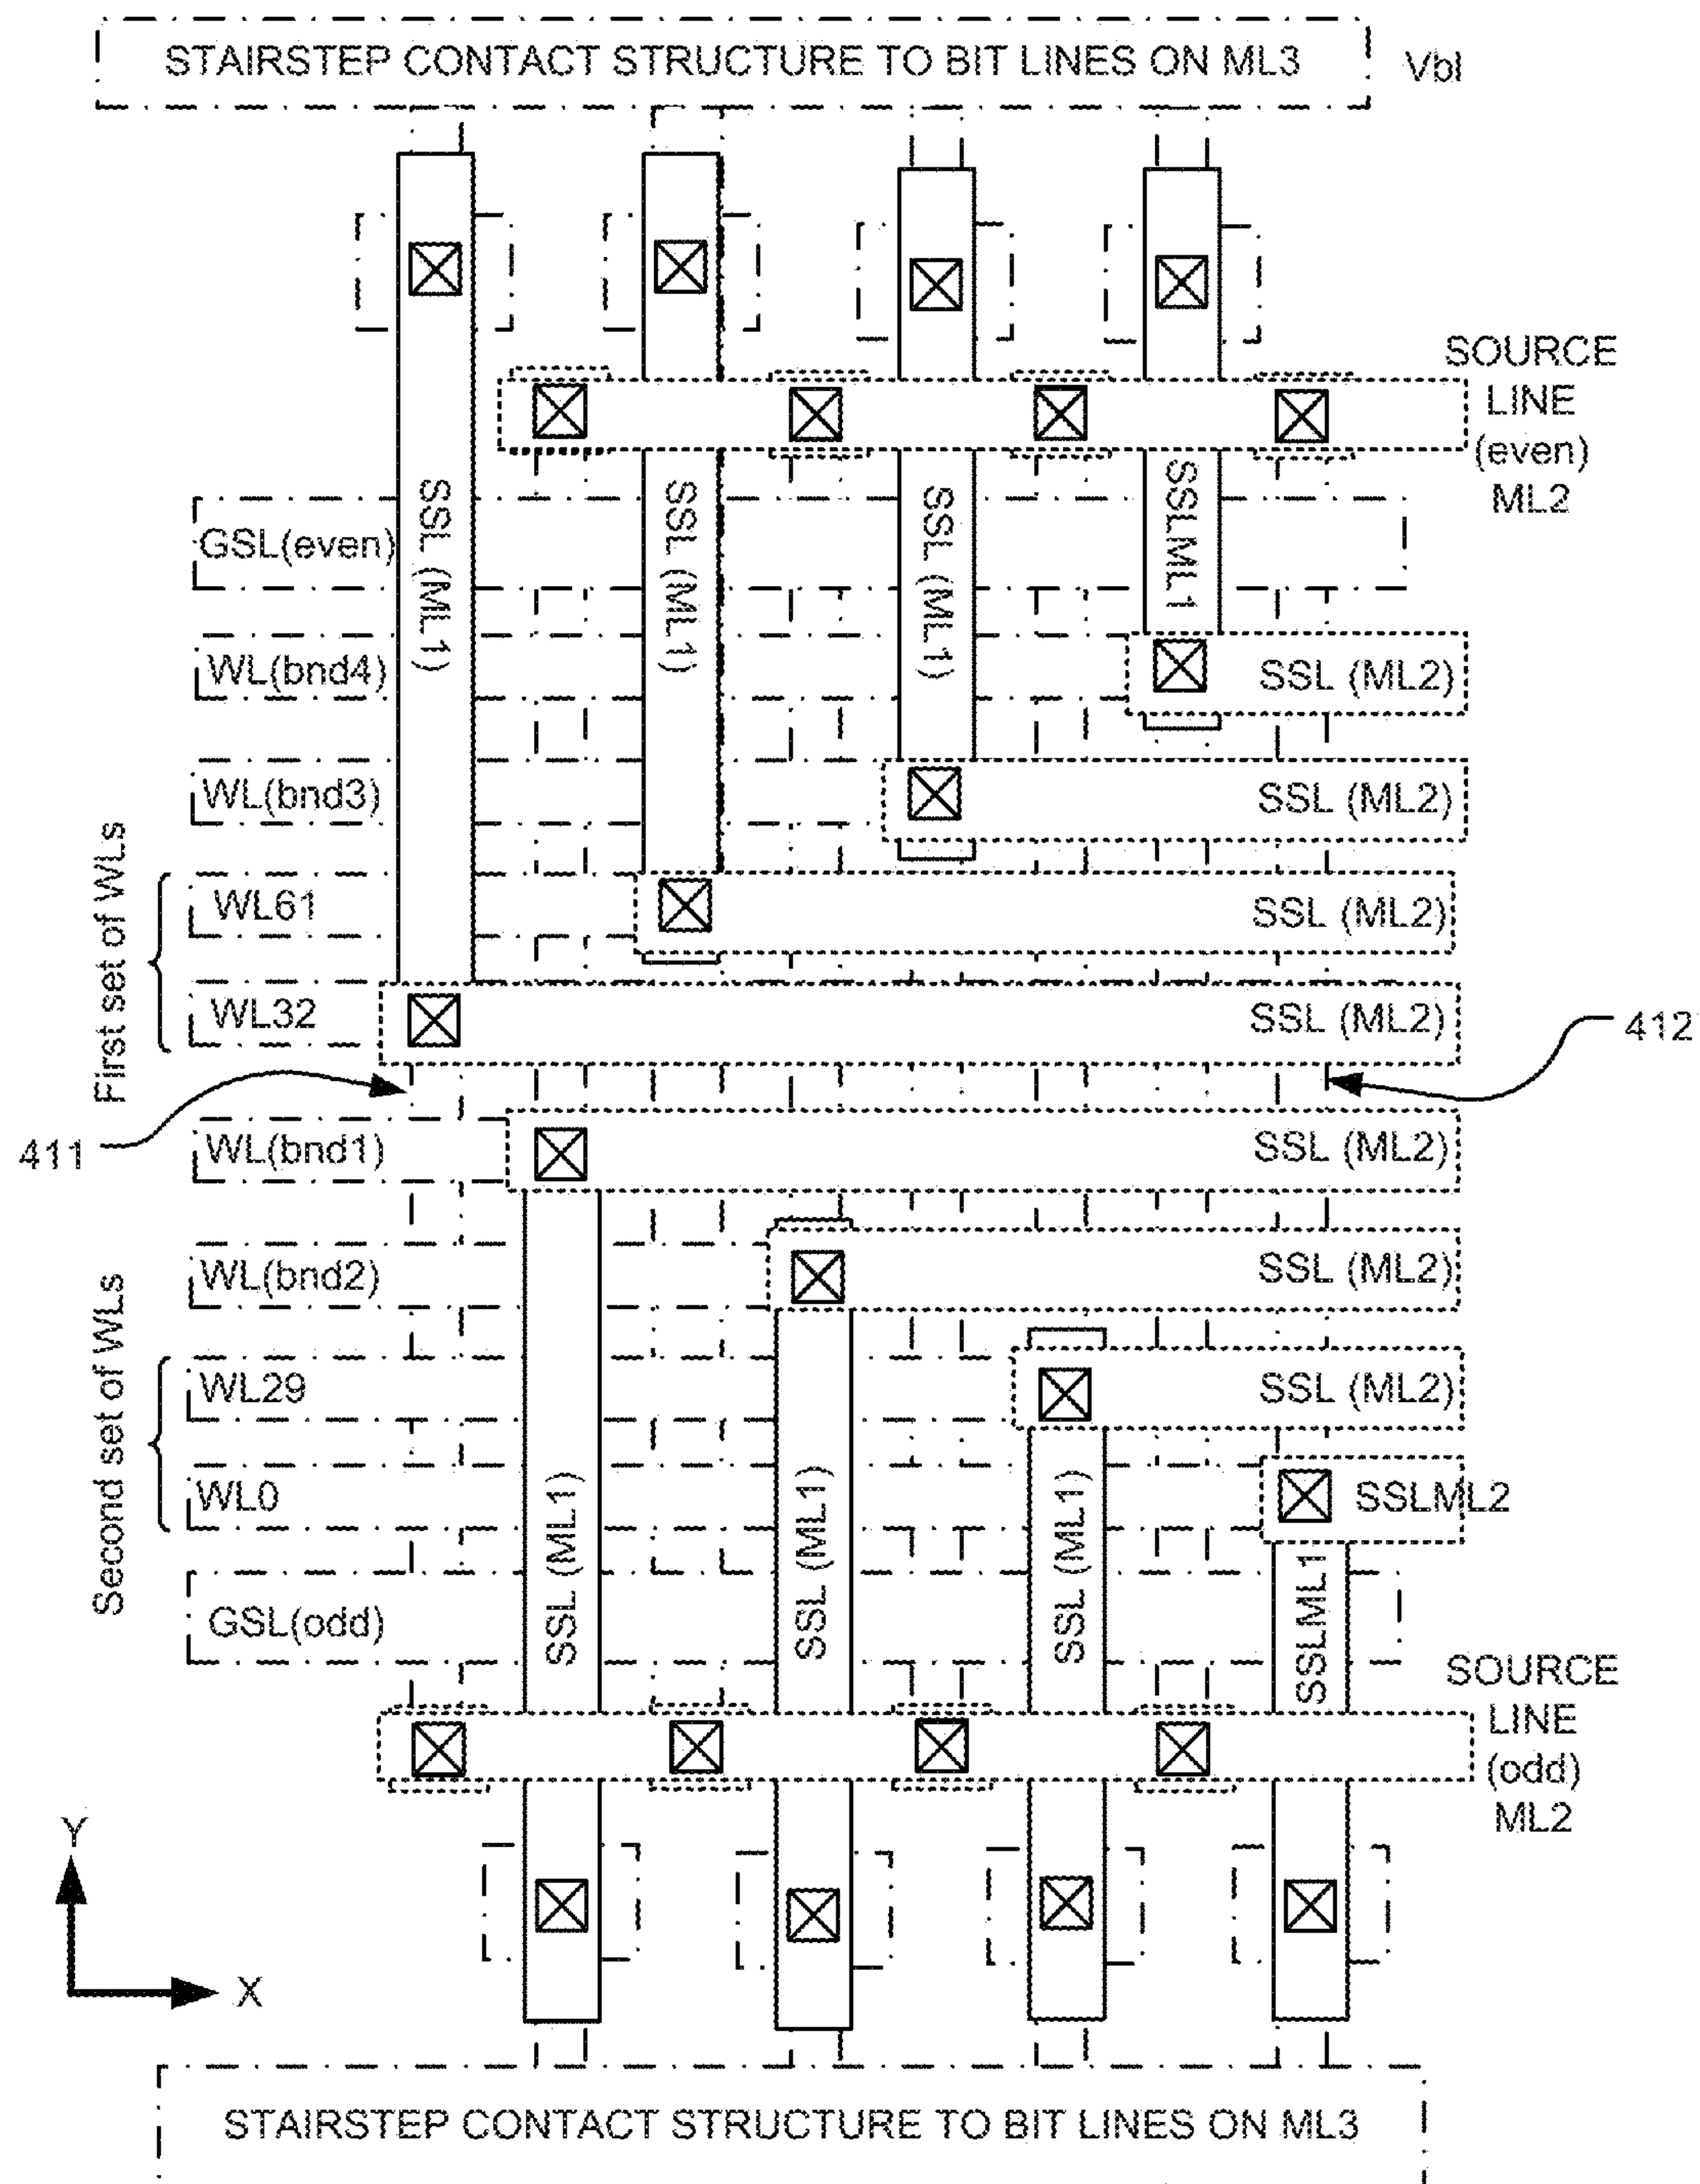 STAIRSTEP CONTACT STRUCTURE TO BIT LINES ON ML3
Vbl
SOURCE
LINE
(even)
ML2
SSL (ML1)
SSL (ML1)
SSL (ML1)
SSLML1
GSL(even)
WL(bnd4)
SSL (ML2)
WL(bnd3)
SSL (ML2)
First set of WLs
WL61
SSL (ML2)
WL32
SSL (ML2)
412
411
WL(bnd1)
SSL (ML2)
WL(bnd2)
SSL (ML2)
Second set of WLs
WL29
SSL (ML2)
WL0
SSLML2
SSL (ML1)
SSL (ML1)
SSL (ML1)
SSLML1
GSL(odd)
SOURCE
LINE
(odd)
ML2
Y
X
STAIRSTEP CONTACT STRUCTURE TO BIT LINES ON ML3